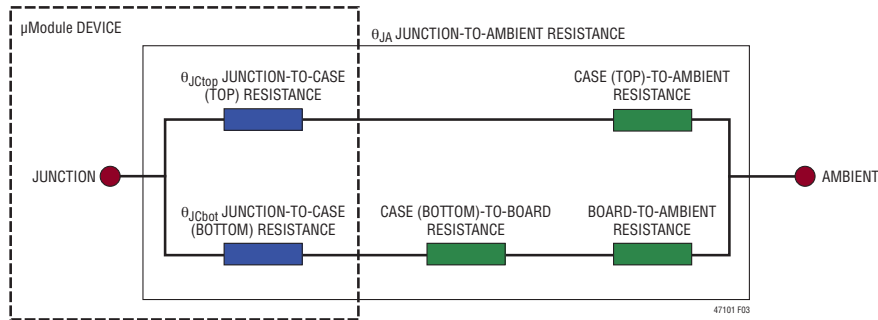 µModule DEVICE
θJA JUNCTION-TO-AMBIENT RESISTANCE
θJCtop JUNCTION-TO-CASE
(TOP) RESISTANCE
CASE (TOP)-TO-AMBIENT
RESISTANCE
JUNCTION
AMBIENT
θJCbot JUNCTION-TO-CASE
(BOTTOM) RESISTANCE
CASE (BOTTOM)-TO-BOARD
RESISTANCE
BOARD-TO-AMBIENT
RESISTANCE
47101 F03